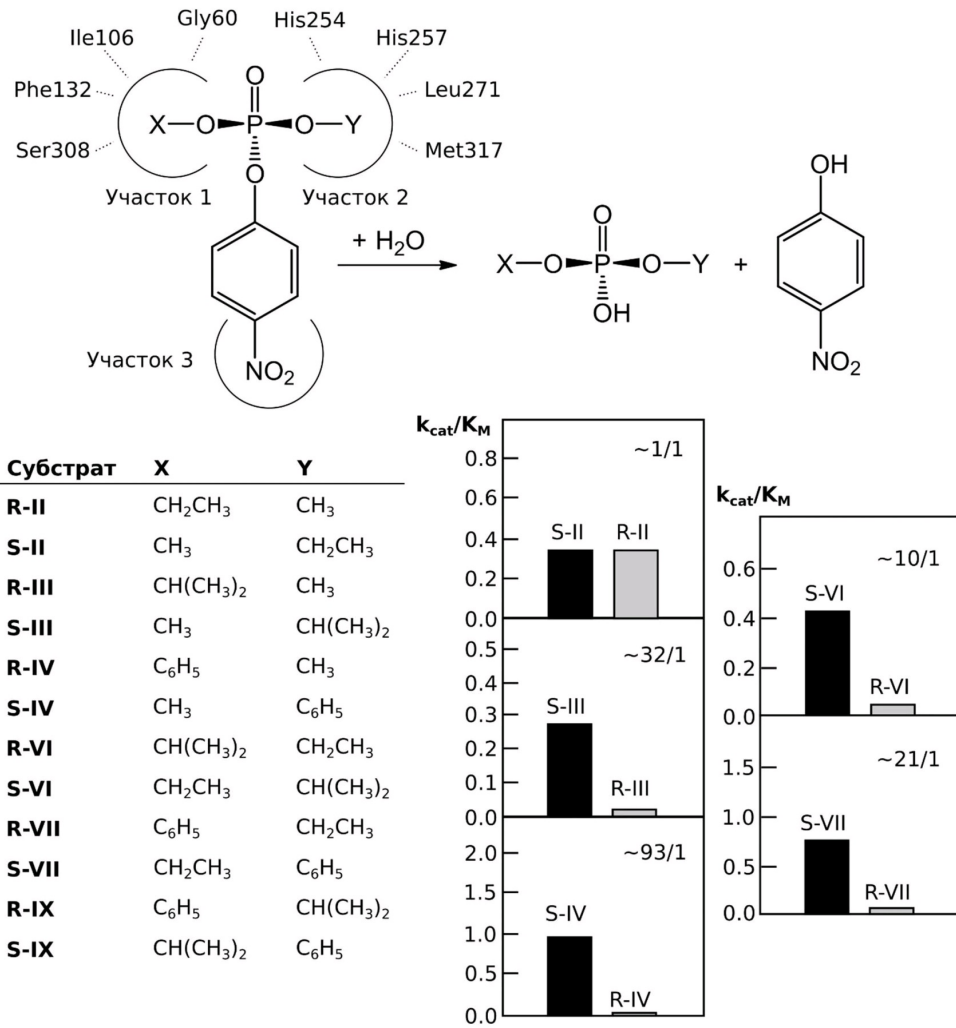 Gly60 His254
Ile106 His257
Phe132 Leu271
Ser308 Met317
O
X—O P O—Y
O
Участок 1 Участок 2
OH
+ H₂O
O
X—O P O—Y +
OH
Участок 3
NO₂ NO₂
Субстрат X Y
R-II CH₂CH₃ CH₃
S-II CH₃ CH₂CH₃
R-III CH(CH₃)₂ CH₃
S-III CH₃ CH(CH₃)₂
R-IV C₆H₅ CH₃
S-IV CH₃ C₆H₅
R-VI CH(CH₃)₂ CH₂CH₃
S-VI CH₂CH₃ CH(CH₃)₂
R-VII C₆H₅ CH₂CH₃
S-VII CH₂CH₃ C₆H₅
R-IX C₆H₅ CH(CH₃)₂
S-IX CH(CH₃)₂ C₆H₅
kcat/KM
~1/1
0.8
0.6
0.4
0.2
0.0
S-II R-II
~32/1
0.5
0.4
0.3
0.2
0.1
0.0
S-III
R-III
~93/1
2.0
1.5
1.0
0.5
0.0
S-IV
R-IV
kcat/KM
~10/1
0.6
0.4
0.2
0.0
S-VI
R-VI
~21/1
1.5
1.0
0.5
0.0
S-VII
R-VII